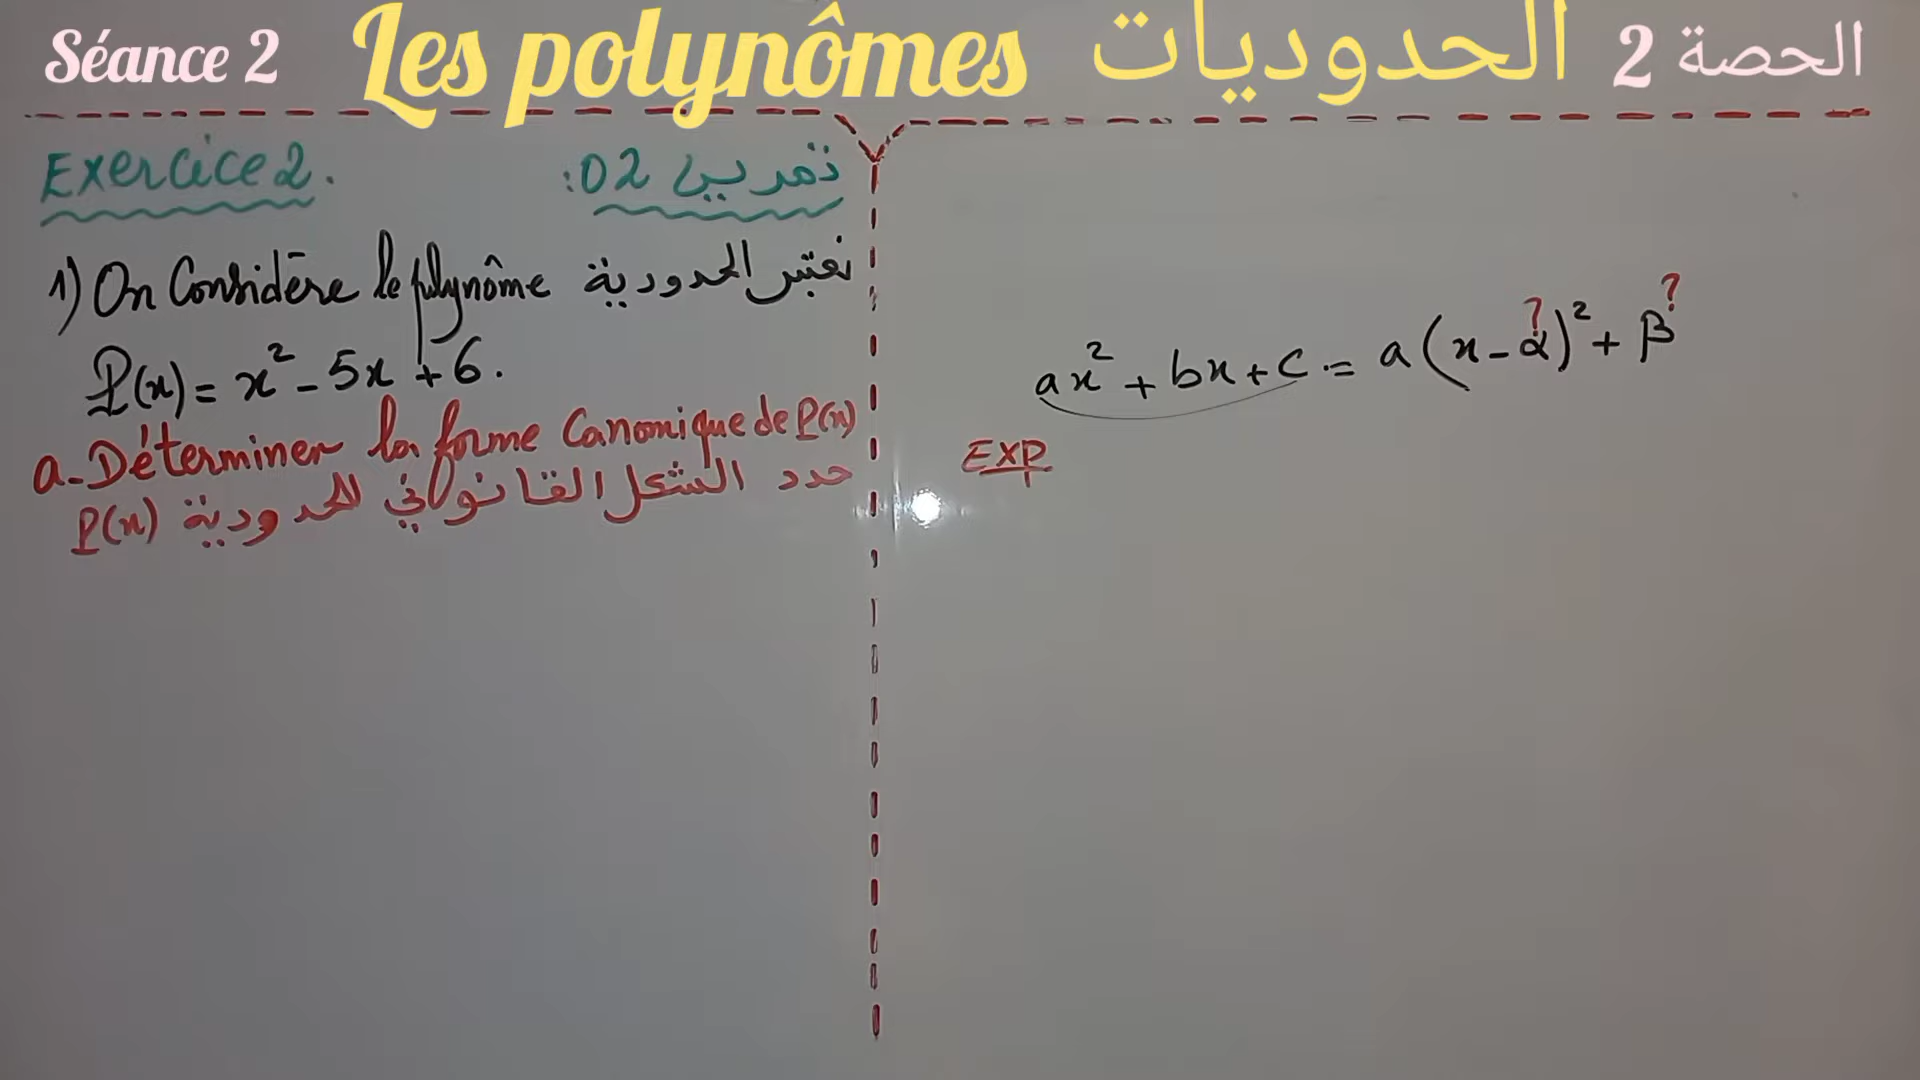 Séance 2 Les polynômes الحدوديات الحصة 2
Exercice 2. تمرين 02:
1) On Considère le polynôme نعتبر الحدودية
P(x) = x² - 5x + 6.
a. Déterminer la forme Canonique de P(x)
حدد الشكل القانوني للحدودية P(x)
ax² + bx + c = a(x - α)² + β
? ?
EXP